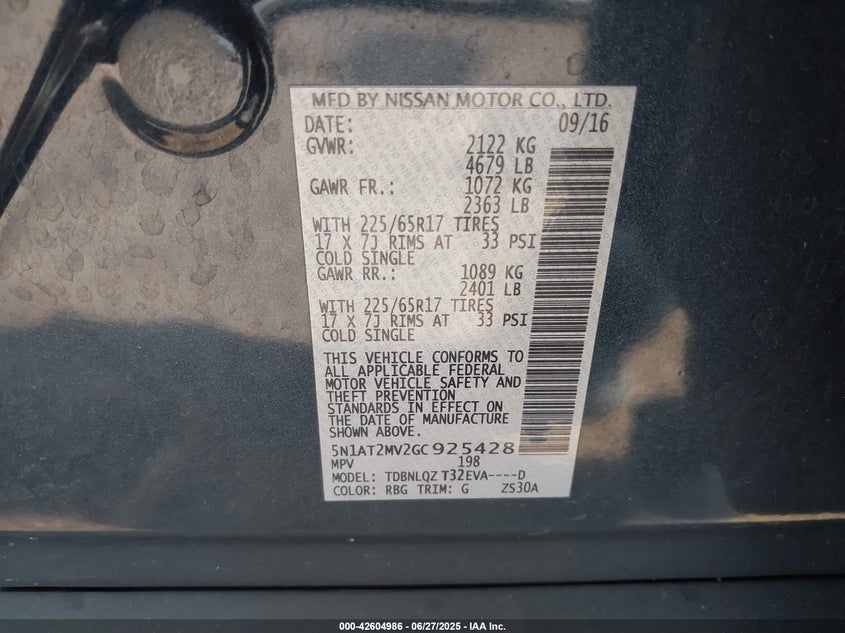 MFD BY NISSAN MOTOR CO., LTD.
DATE: 09/16
GVWR: 2122 KG
4679 LB
GAWR FR.: 1072 KG
2363 LB
WITH 225/65R17 TIRES
17 X 7J RIMS AT 33 PSI
COLD SINGLE
GAWR RR.: 1089 KG
2401 LB
WITH 225/65R17 TIRES
17 X 7J RIMS AT 33 PSI
COLD SINGLE
THIS VEHICLE CONFORMS TO
ALL APPLICABLE FEDERAL
MOTOR VEHICLE SAFETY AND
THEFT PREVENTION
STANDARDS IN EFFECT ON
THE DATE OF MANUFACTURE
SHOWN ABOVE.
5N1AT2MV2GC925428
MPV 198
MODEL: TDBNLQZ T32EVA----D
COLOR: RBG TRIM: G ZS30A
000-42604986 - 06/27/2025 - IAA Inc.